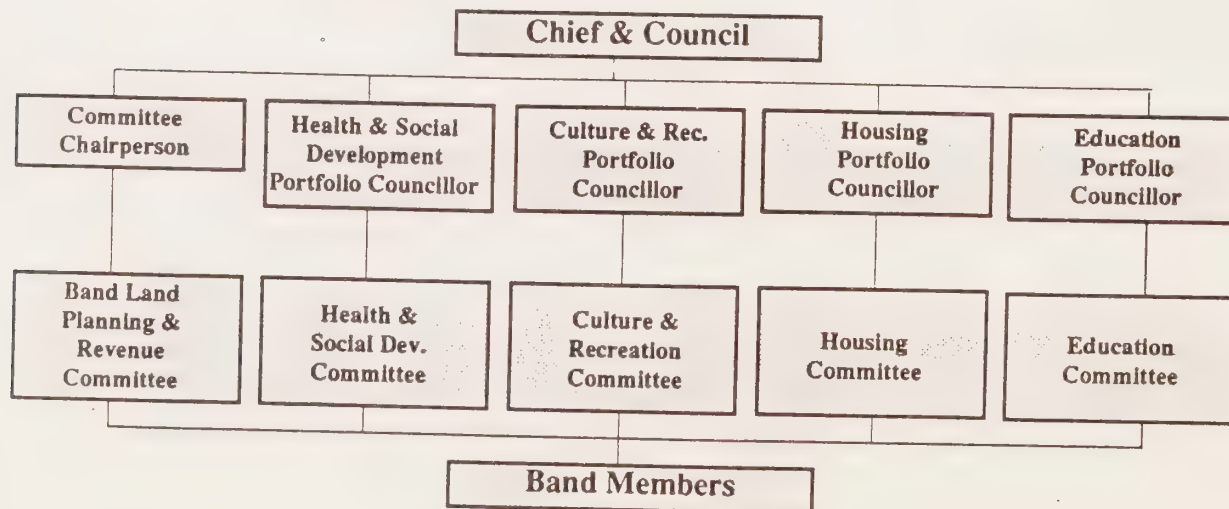 Chief & Council
Committee
Chairperson
Health & Social
Development
Portfolio Councillor
Culture & Rec.
Portfolio
Councillor
Housing
Portfolio
Councillor
Education
Portfolio
Councillor
Band Land
Planning &
Revenue
Committee
Health &
Social Dev.
Committee
Culture &
Recreation
Committee
Housing
Committee
Education
Committee
Band Members